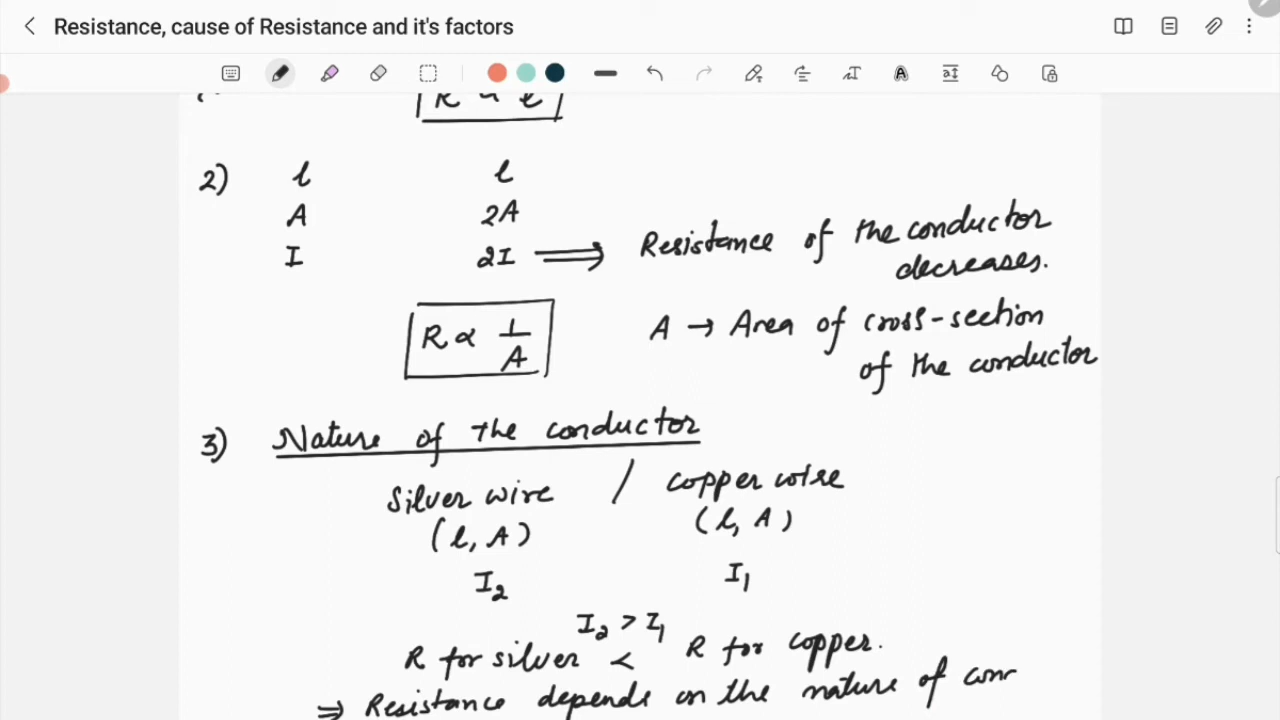 Resistance, cause of Resistance and it's factors
R ∝ l
2) l l
A 2A
I 2I ⟹ Resistance of the conductor
decreases.
R ∝ 1/A A → Area of cross-section
of the conductor
3) Nature of the conductor
Silver wire / copper wire
(l, A) (l, A)
I₂ I₁
I₂ > I₁
R for silver < R for copper.
⇒ Resistance depends on the nature of